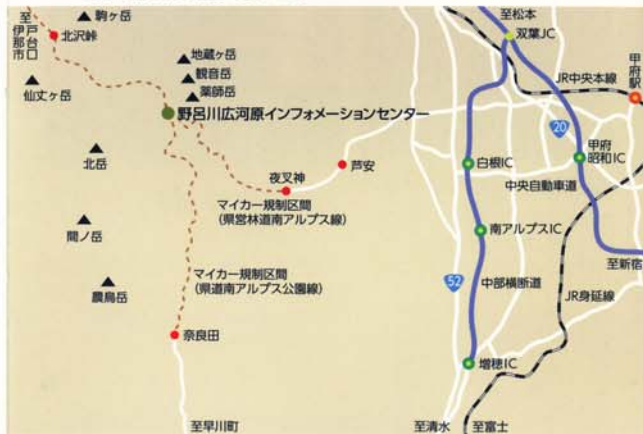 至伊那市
戸台口
駒ヶ岳
北沢峠
仙丈ヶ岳
地蔵ヶ岳
観音岳
薬師岳
野呂川広河原インフォメーションセンター
北岳
間ノ岳
農鳥岳
夜叉神
芦安
マイカー規制区間
(県営林道南アルプス線)
マイカー規制区間
(県道南アルプス公園線)
奈良田
至早川町
至松本
双葉JC
JR中央本線
甲府駅
20
甲府
昭和IC
白根IC
中央自動車道
南アルプスIC
至新宿
52
中部横断道
JR身延線
増穂IC
至清水
至富士